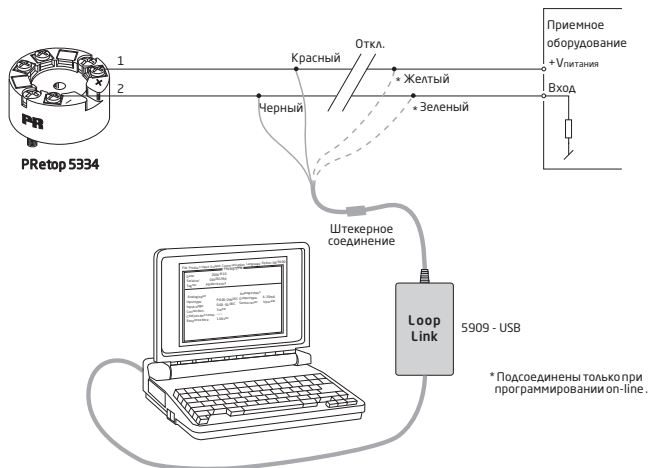 Приемное
оборудование
+Vпитания
Вход
Откл.
1
Красный
* Желтый
2
Черный
* Зеленый
PR
PRetop 5334
Штекерное
соединение
Loop
Link
5909 - USB
* Подсоединены только при
программировании on-line.